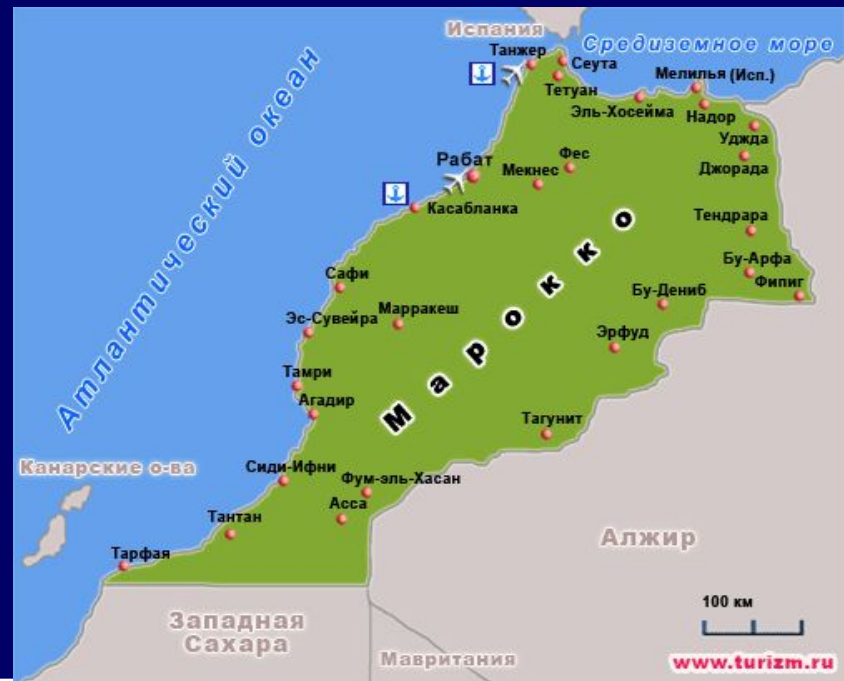 Испания
Средиземное море
Танжер
Сеута
Тетуан
Мелилья (Исп.)
Эль-Хосейма
Надор
Уджда
Джорада
Рабат
Мекнес
Фес
Касабланка
Тендрара
Атлантический океан
Бу-Арфа
Фипиг
Сафи
Бу-Дениб
Эс-Сувейра
Марракеш
Эрфуд
Марокко
Тамри
Агадир
Тагунит
Канарские о-ва
Сиди-Ифни
Фум-эль-Хасан
Асса
Тантан
Тарфая
Алжир
Западная
Сахара
Мавритания
100 км
www.turizm.ru